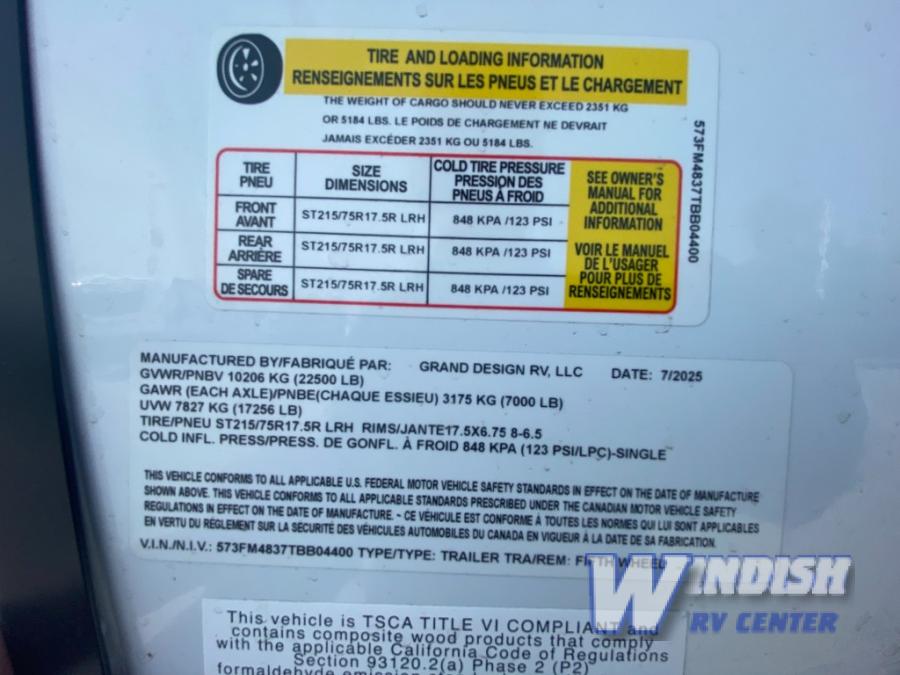 TIRE AND LOADING INFORMATION
RENSEIGNEMENTS SUR LES PNEUS ET LE CHARGEMENT
THE WEIGHT OF CARGO SHOULD NEVER EXCEED 2351 KG
OR 5184 LBS. LE POIDS DE CHARGEMENT NE DEVRAIT
JAMAIS EXCÉDER 2351 KG OU 5184 LBS.
TIRE
PNEU
SIZE
DIMENSIONS
COLD TIRE PRESSURE
PRESSION DES
PNEUS À FROID
FRONT
AVANT
ST215/75R17.5R LRH
848 KPA /123 PSI
REAR
ARRIÈRE
ST215/75R17.5R LRH
848 KPA /123 PSI
SPARE
DE SECOURS
ST215/75R17.5R LRH
848 KPA /123 PSI
SEE OWNER'S
MANUAL FOR
ADDITIONAL
INFORMATION
VOIR LE MANUEL
DE L'USAGER
POUR PLUS DE
RENSEIGNEMENTS
573FM4837TBB04400
MANUFACTURED BY/FABRIQUÉ PAR: GRAND DESIGN RV, LLC DATE: 7/2025
GVWR/PNBV 10206 KG (22500 LB)
GAWR (EACH AXLE)/PNBE(CHAQUE ESSIEU) 3175 KG (7000 LB)
UVW 7827 KG (17256 LB)
TIRE/PNEU ST215/75R17.5R LRH RIMS/JANTE17.5X6.75 8-6.5
COLD INFL. PRESS/PRESS. DE GONFL. À FROID 848 KPA (123 PSI/LPC)-SINGLE
THIS VEHICLE CONFORMS TO ALL APPLICABLE U.S. FEDERAL MOTOR VEHICLE SAFETY STANDARDS IN EFFECT ON THE DATE OF MANUFACTURE
SHOWN ABOVE. THIS VEHICLE CONFORMS TO ALL APPLICABLE STANDARDS PRESCRIBED UNDER THE CANADIAN MOTOR VEHICLE SAFETY
REGULATIONS IN EFFECT ON THE DATE OF MANUFACTURE. - CE VÉHICULE EST CONFORME À TOUTES LES NORMES QUI LUI SONT APPLICABLES
EN VERTU DU RÈGLEMENT SUR LA SÉCURITÉ DES VÉHICULES AUTOMOBILES DU CANADA EN VIGUEUR À LA DATE DE SA FABRICATION.
V.I.N./N.I.V.: 573FM4837TBB04400 TYPE/TYPE: TRAILER TRA/REM: FIFTH WHEEL
WINDISH
RV CENTER
This vehicle is TSCA TITLE VI COMPLIANT and
contains composite wood products that comply
with the applicable California Code of Regulations
Section 93120.2(a) Phase 2 (P2)
formaldehyde emission